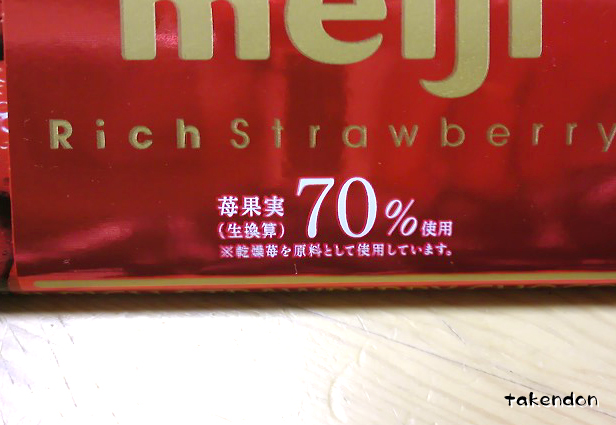 meiji
Rich Strawberry
苺果実
(生換算)
70%使用
※乾燥苺を原料として使用しています。
takendon